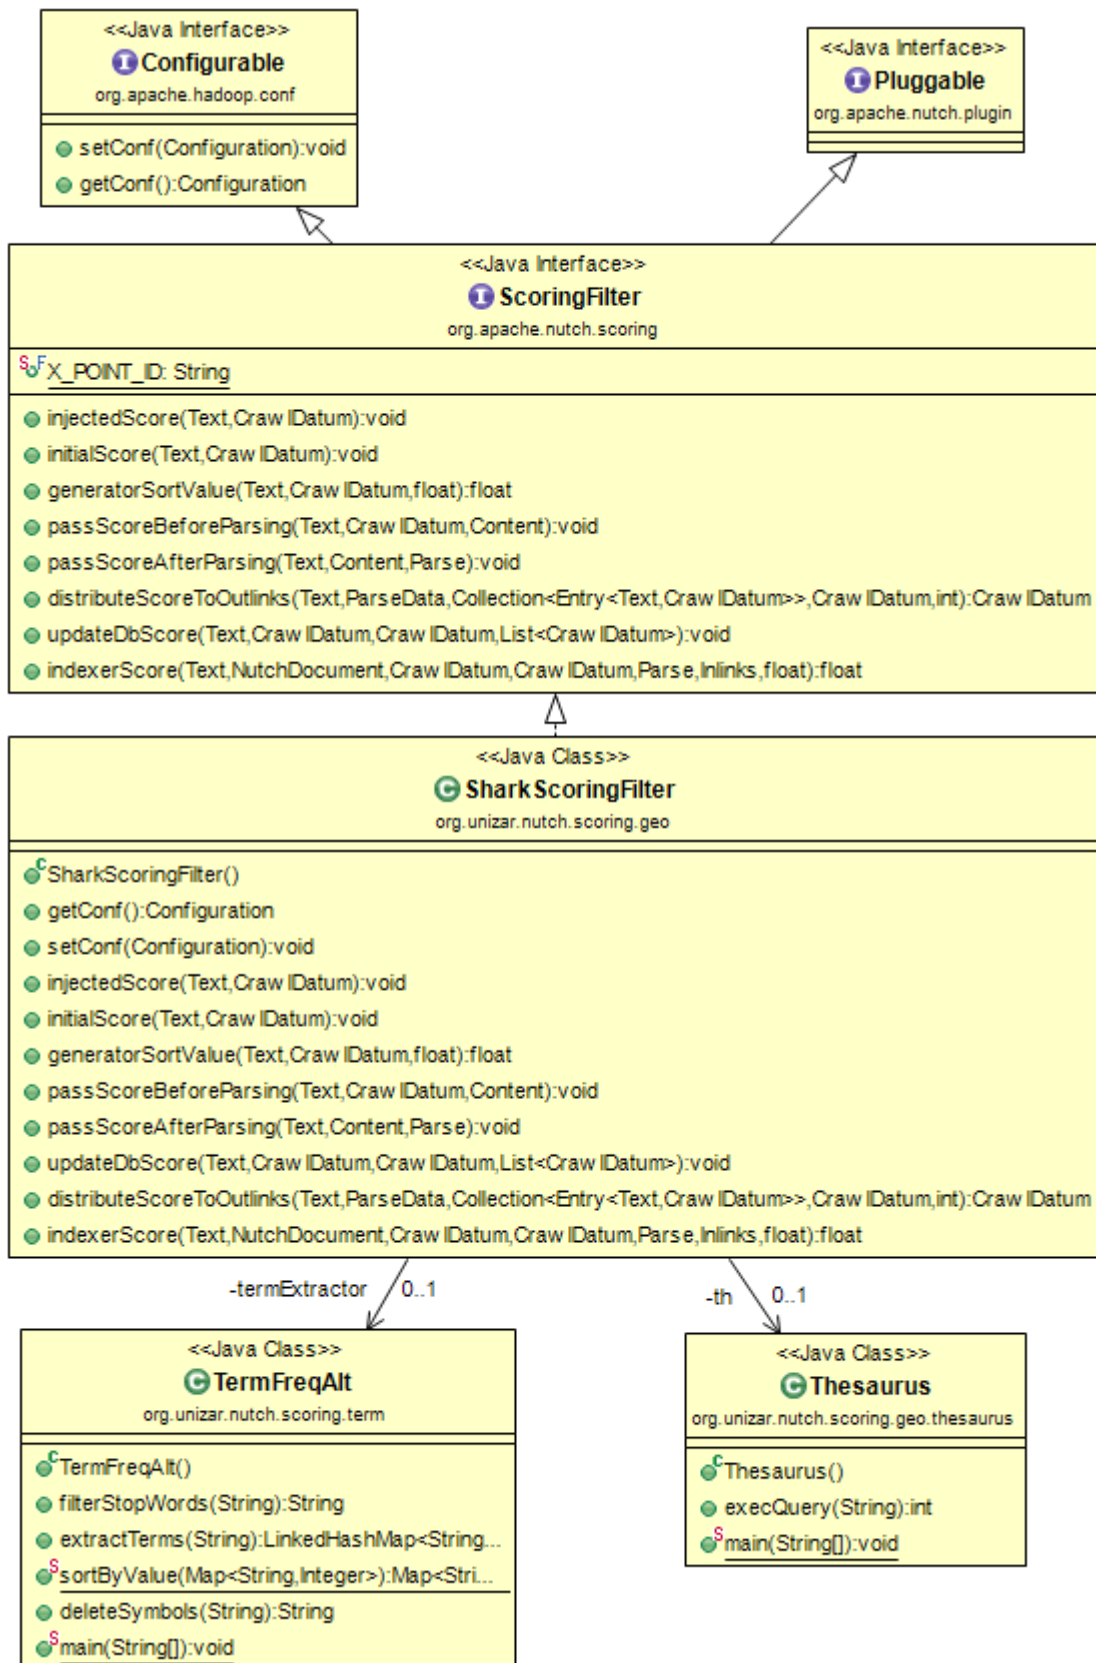 <<Java Interface>>
Configurable
org.apache.hadoop.conf
setConf(Configuration):void
getConf():Configuration
<<Java Interface>>
Pluggable
org.apache.nutch.plugin
<<Java Interface>>
ScoringFilter
org.apache.nutch.scoring
X_POINT_ID: String
injectedScore(Text,CrawlDatum):void
initialScore(Text,CrawlDatum):void
generatorSortValue(Text,CrawlDatum,float):float
passScoreBeforeParsing(Text,CrawlDatum,Content):void
passScoreAfterParsing(Text,Content,Parse):void
distributeScoreToOutlinks(Text,ParseData,Collection<Entry<Text,CrawlDatum>>,CrawlDatum,int):CrawlDatum
updateDbScore(Text,CrawlDatum,CrawlDatum,List<CrawlDatum>):void
indexerScore(Text,NutchDocument,CrawlDatum,CrawlDatum,Parse,Inlinks,float):float
<<Java Class>>
SharkScoringFilter
org.unizar.nutch.scoring.geo
SharkScoringFilter()
getConf():Configuration
setConf(Configuration):void
injectedScore(Text,CrawlDatum):void
initialScore(Text,CrawlDatum):void
generatorSortValue(Text,CrawlDatum,float):float
passScoreBeforeParsing(Text,CrawlDatum,Content):void
passScoreAfterParsing(Text,Content,Parse):void
updateDbScore(Text,CrawlDatum,CrawlDatum,List<CrawlDatum>):void
distributeScoreToOutlinks(Text,ParseData,Collection<Entry<Text,CrawlDatum>>,CrawlDatum,int):CrawlDatum
indexerScore(Text,NutchDocument,CrawlDatum,CrawlDatum,Parse,Inlinks,float):float
-termExtractor 0..1
-th 0..1
<<Java Class>>
TermFreqAlt
org.unizar.nutch.scoring.term
TermFreqAlt()
filterStopWords(String):String
extractTerms(String):LinkedHashMap<String...
sortByValue(Map<String,Integer>):Map<Stri...
deleteSymbols(String):String
main(String[]):void
<<Java Class>>
Thesaurus
org.unizar.nutch.scoring.geo.thesaurus
Thesaurus()
execQuery(String):int
main(String[]):void